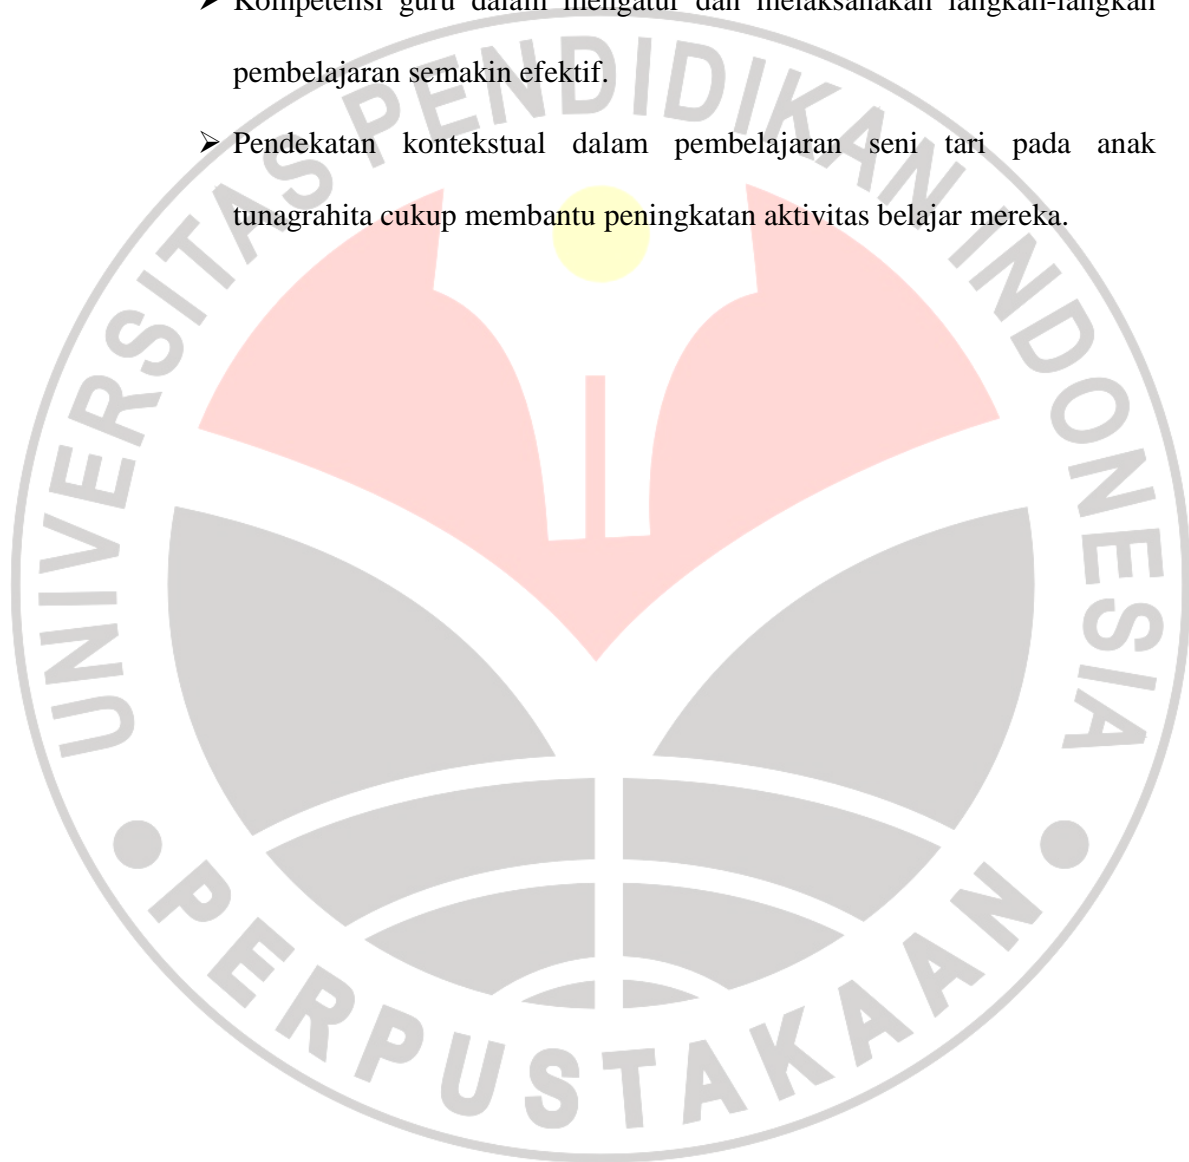 ➢ Kompetensi guru dalam mengatur dan melaksanakan langkah-langkah
pembelajaran semakin efektif.
➢ Pendekatan kontekstual dalam pembelajaran seni tari pada anak
tunagrahita cukup membantu peningkatan aktivitas belajar mereka.
UNIVERSITAS PENDIDIKAN INDONESIA
PERPUSTAKAAN